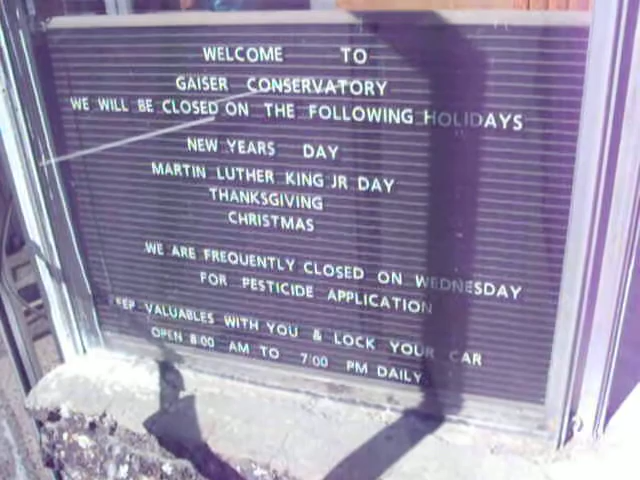 WELCOME TO
GAISER CONSERVATORY
WE WILL BE CLOSED ON THE FOLLOWING HOLIDAYS
NEW YEARS DAY
MARTIN LUTHER KING JR DAY
THANKSGIVING
CHRISTMAS
WE ARE FREQUENTLY CLOSED ON WEDNESDAY
FOR PESTICIDE APPLICATION
EEP VALUABLES WITH YOU & LOCK YOUR CAR
OPEN 8:00 AM TO 7:00 PM DAILY